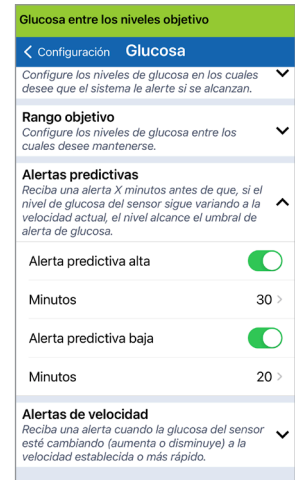 Glucosa entre los niveles objetivo
Configuración Glucosa
Configure los niveles de glucosa en los cuales
desee que el sistema le alerte si se alcanzan.
Rango objetivo
Configure los niveles de glucosa entre los
cuales desee mantenerse.
Alertas predictivas
Reciba una alerta X minutos antes de que, si el
nivel de glucosa del sensor sigue variando a la
velocidad actual, el nivel alcance el umbral de
alerta de glucosa.
Alerta predictiva alta
Minutos 30
Alerta predictiva baja
Minutos 20
Alertas de velocidad
Reciba una alerta cuando la glucosa del sensor
esté cambiando (aumenta o disminuye) a la
velocidad establecida o más rápido.